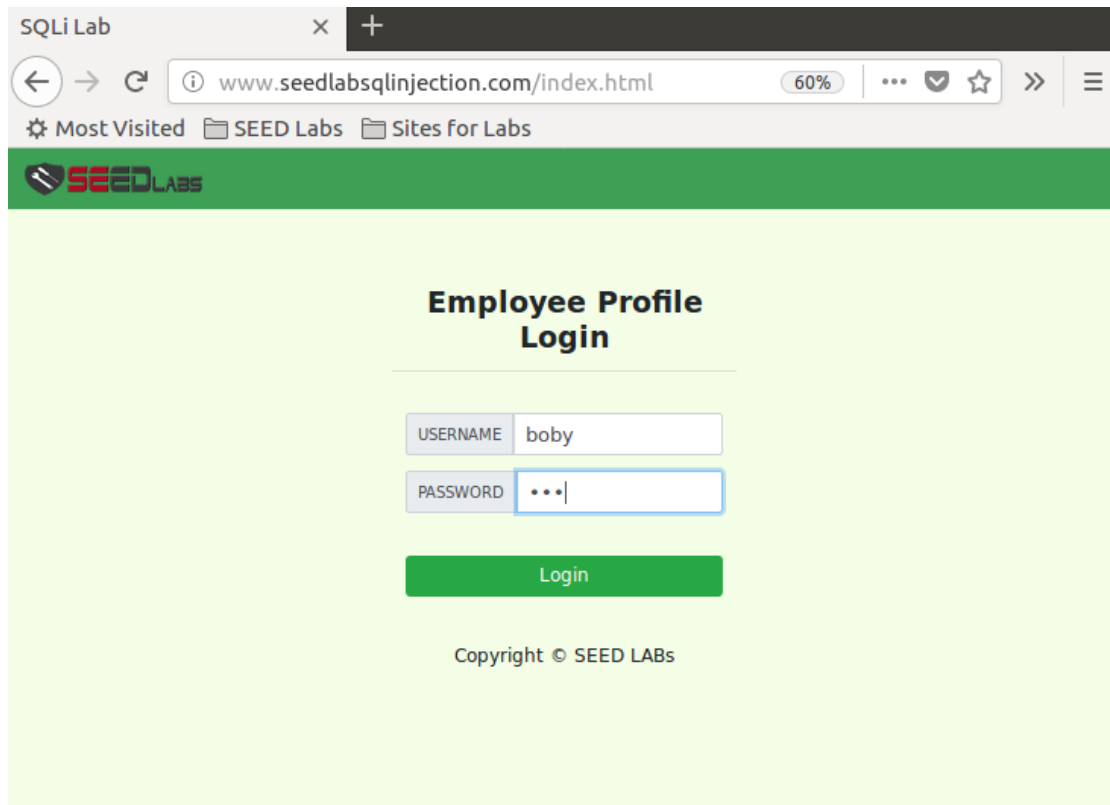 SQLi Lab
www.seedlabsqlinjection.com/index.html 60%
Most Visited SEED Labs Sites for Labs
SEEDLABS
Employee Profile
Login
USERNAME boby
PASSWORD •••
Login
Copyright © SEED LABs